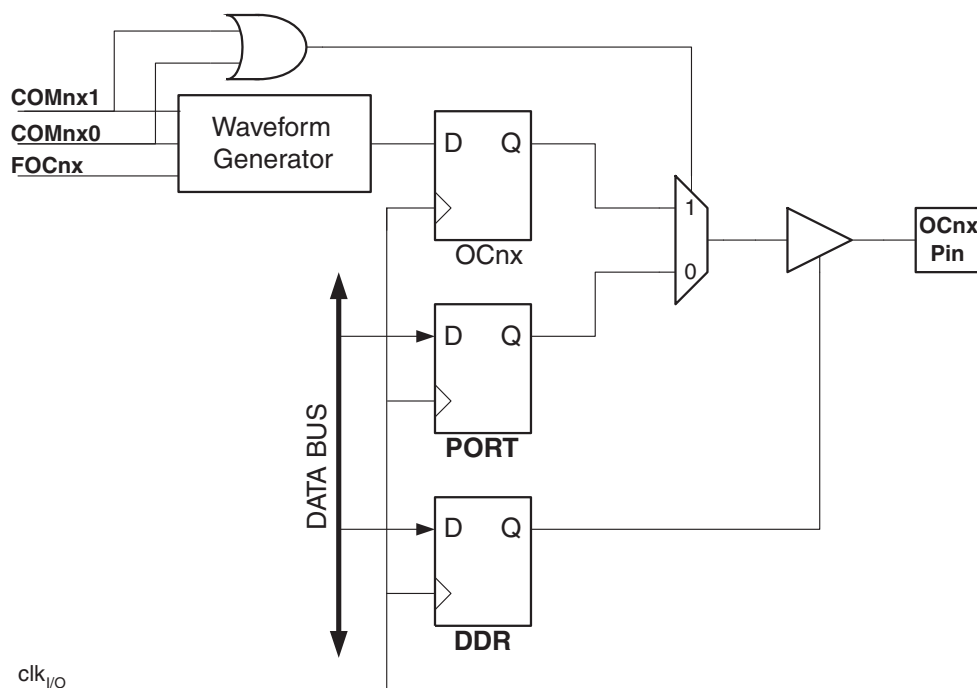 COMnx1
COMnx0
FOCnx
Waveform
Generator
D Q
OCnx
1
0
OCnx
Pin
D Q
PORT
DATA BUS
D Q
DDR
clkI/O